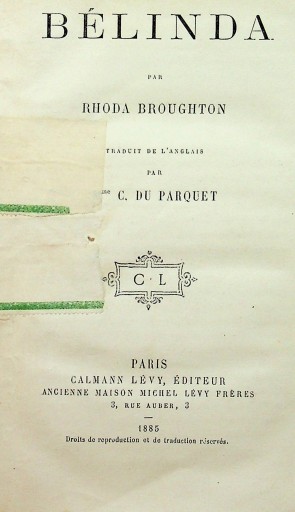 BÉLINDA
PAR
RHODA BROUGHTON
TRADUIT DE L'ANGLAIS
PAR
C. DU PARQUET
C · L
PARIS
CALMANN LÉVY, ÉDITEUR
ANCIENNE MAISON MICHEL LÉVY FRÈRES
3, RUE AUBER, 3
1885
Droits de reproduction et de traduction réservés.